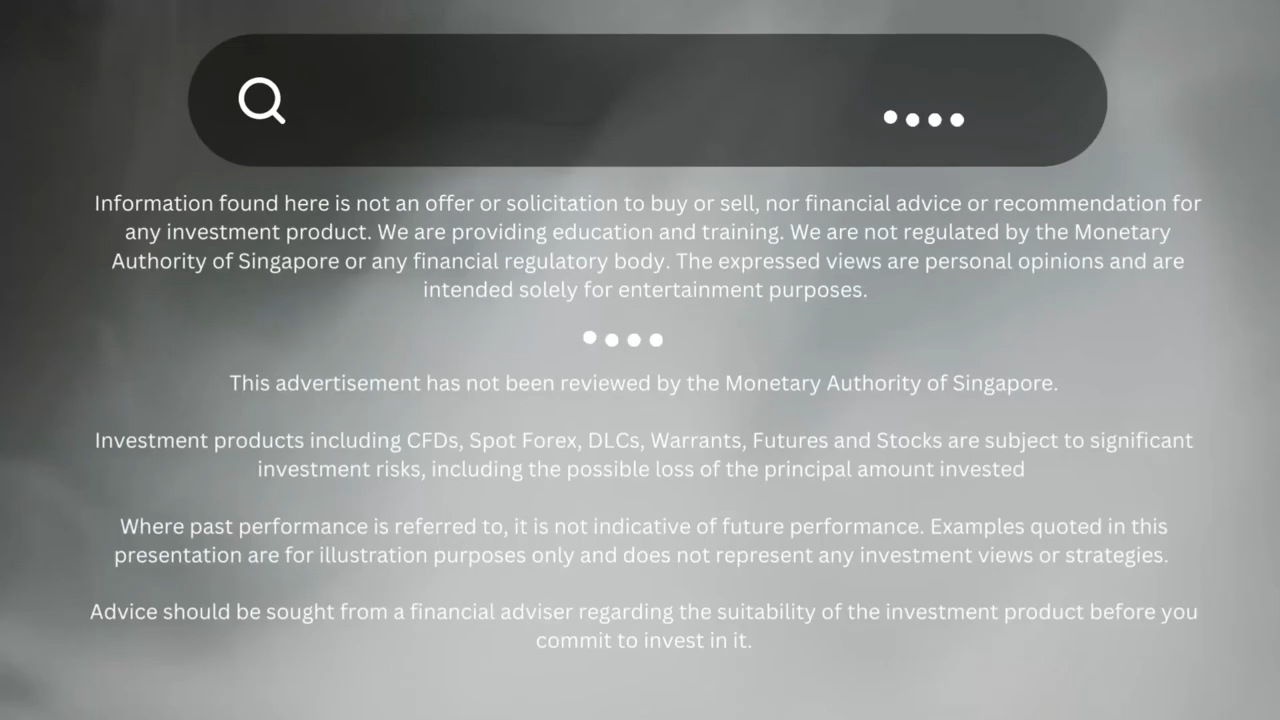 Information found here is not an offer or solicitation to buy or sell, nor financial advice or recommendation for
any investment product. We are providing education and training. We are not regulated by the Monetary
Authority of Singapore or any financial regulatory body. The expressed views are personal opinions and are
intended solely for entertainment purposes.
This advertisement has not been reviewed by the Monetary Authority of Singapore.
Investment products including CFDs, Spot Forex, DLCs, Warrants, Futures and Stocks are subject to significant
investment risks, including the possible loss of the principal amount invested
Where past performance is referred to, it is not indicative of future performance. Examples quoted in this
presentation are for illustration purposes only and does not represent any investment views or strategies.
Advice should be sought from a financial adviser regarding the suitability of the investment product before you
commit to invest in it.